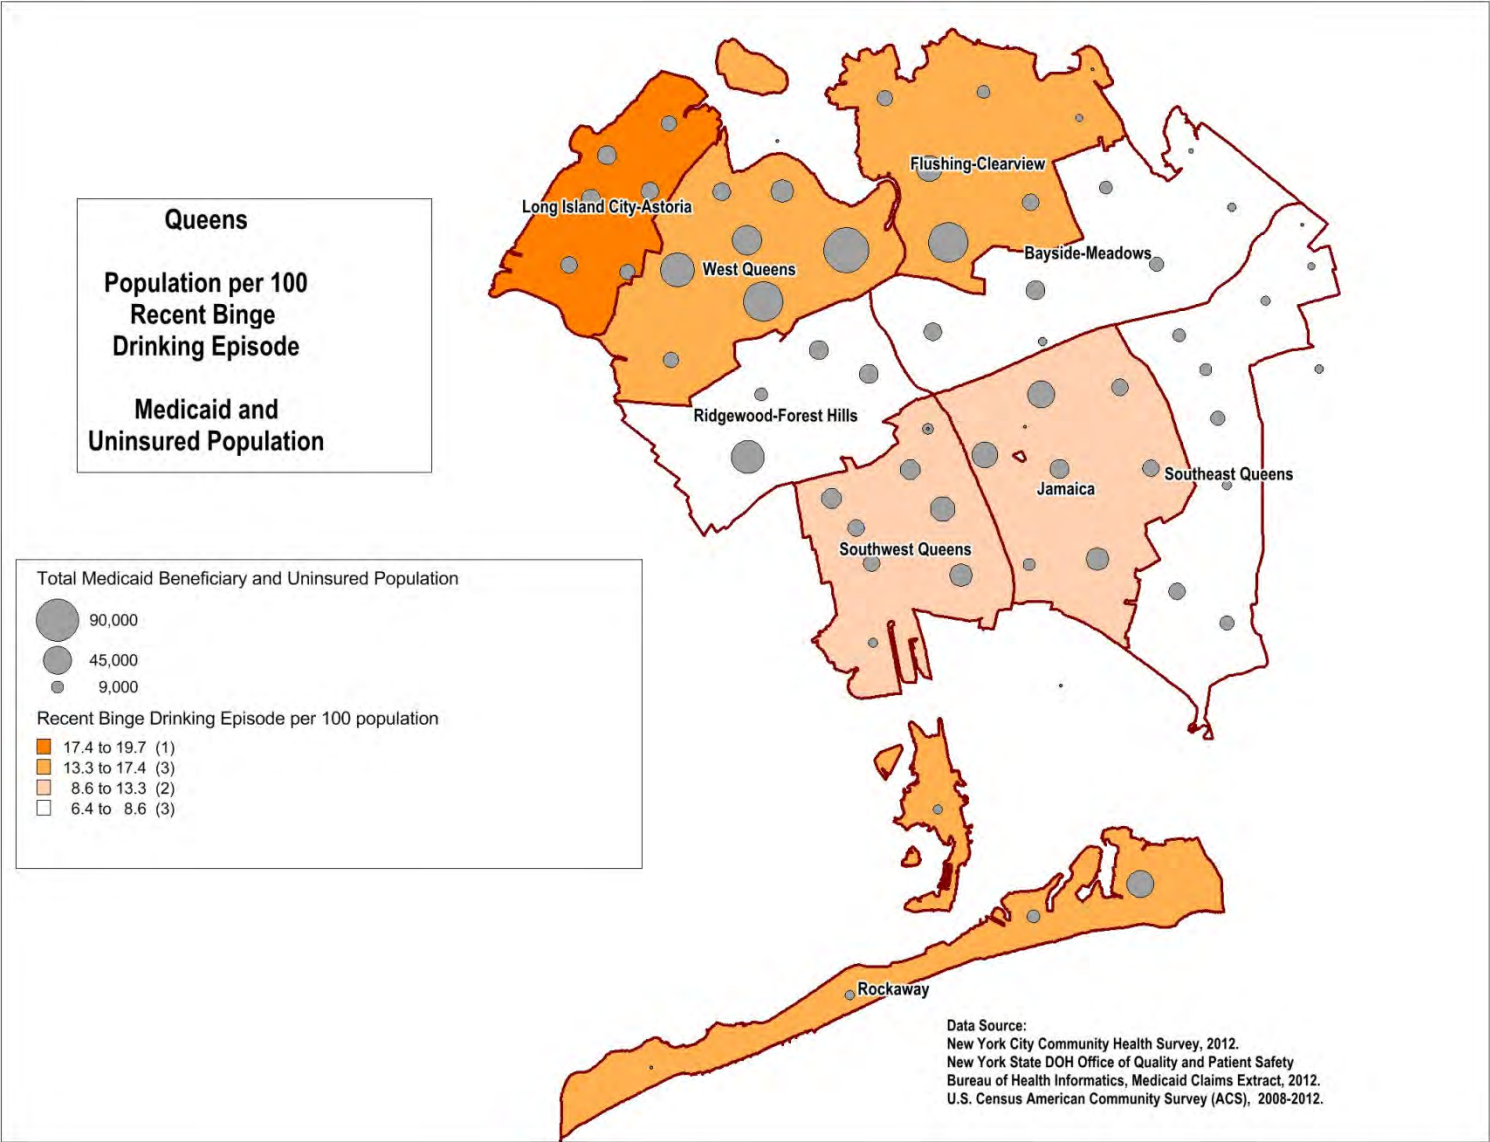 Queens
Population per 100
Recent Binge
Drinking Episode
Medicaid and
Uninsured Population
Flushing-Clearview
Long Island City-Astoria
West Queens
Bayside-Meadows
Ridgewood-Forest Hills
Jamaica
Southeast Queens
Southwest Queens
Total Medicaid Beneficiary and Uninsured Population
90,000
45,000
9,000
Recent Binge Drinking Episode per 100 population
17.4 to 19.7 (1)
13.3 to 17.4 (3)
8.6 to 13.3 (2)
6.4 to 8.6 (3)
Rockaway
Data Source:
New York City Community Health Survey, 2012.
New York State DOH Office of Quality and Patient Safety
Bureau of Health Informatics, Medicaid Claims Extract, 2012.
U.S. Census American Community Survey (ACS), 2008-2012.